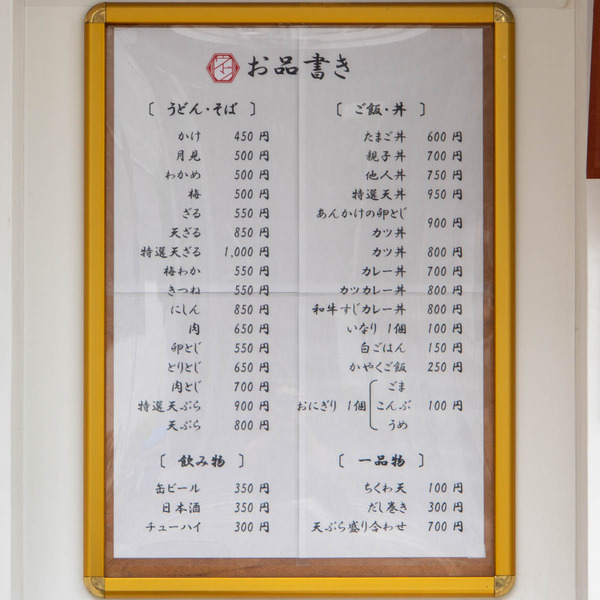 お品書き
〔 うどん・そば 〕
かけ 450 円
月見 500 円
わかめ 500 円
梅 500 円
ざる 550 円
天ざる 850 円
特選天ざる 1,000 円
梅わか 550 円
きつね 550 円
にしん 850 円
肉 650 円
卵とじ 550 円
とりとじ 650 円
肉とじ 700 円
特選天ぷら 900 円
天ぷら 800 円
〔 飲み物 〕
缶ビール 350 円
日本酒 350 円
チューハイ 300 円
〔 ご飯・丼 〕
たまご丼 600 円
親子丼 700 円
他人丼 750 円
特選天丼 950 円
あんかけの卵とじ
カツ丼 900 円
カツ丼 800 円
カレー丼 700 円
カツカレー丼 800 円
和牛すじカレー丼 800 円
いなり 1個 100 円
白ごはん 150 円
かやくご飯 250 円
ごま
おにぎり 1個 こんぶ 100 円
うめ
〔 一品物 〕
ちくわ天 100 円
だし巻き 300 円
天ぷら盛り合わせ 700 円